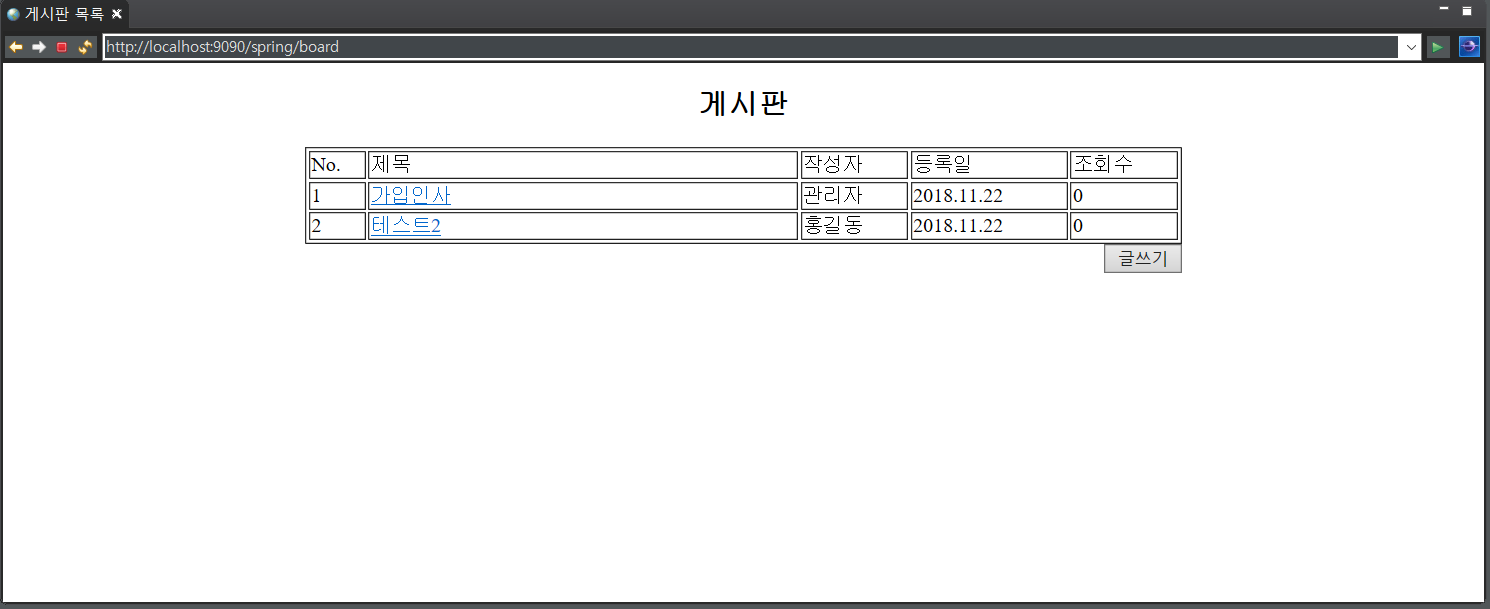 게시판 목록
http://localhost:9090/spring/board
게시판
No. 제목 작성자 등록일 조회수
1 가입인사 관리자 2018.11.22 0
2 테스트2 홍길동 2018.11.22 0
글쓰기